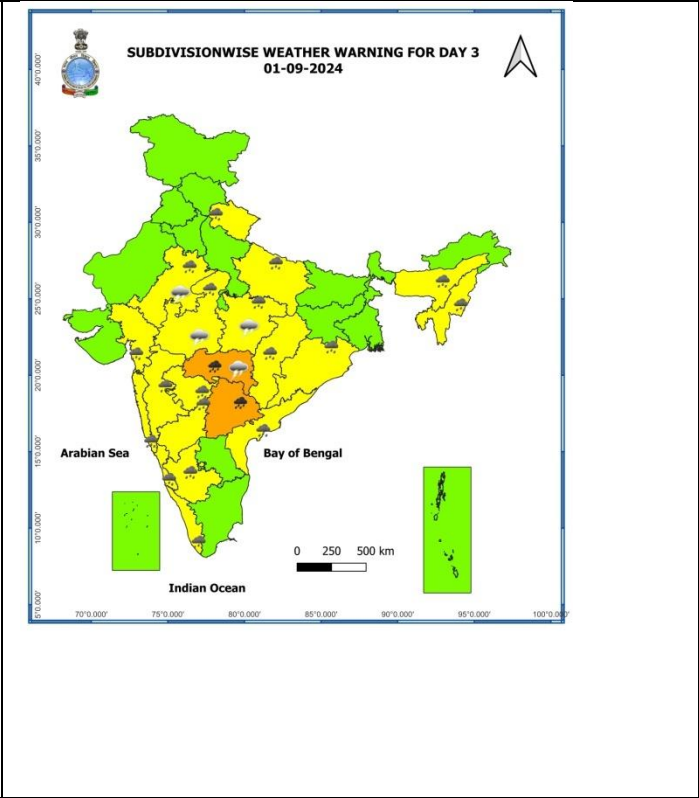 SUBDIVISIONWISE WEATHER WARNING FOR DAY 3
01-09-2024
40°0.000'
35°0.000'
30°0.000'
25°0.000'
20°0.000'
15°0.000'
10°0.000'
5°0.000'
Arabian Sea
Bay of Bengal
0 250 500 km
Indian Ocean
70°0.000' 75°0.000' 80°0.000' 85°0.000' 90°0.000' 95°0.000' 100°0.000'